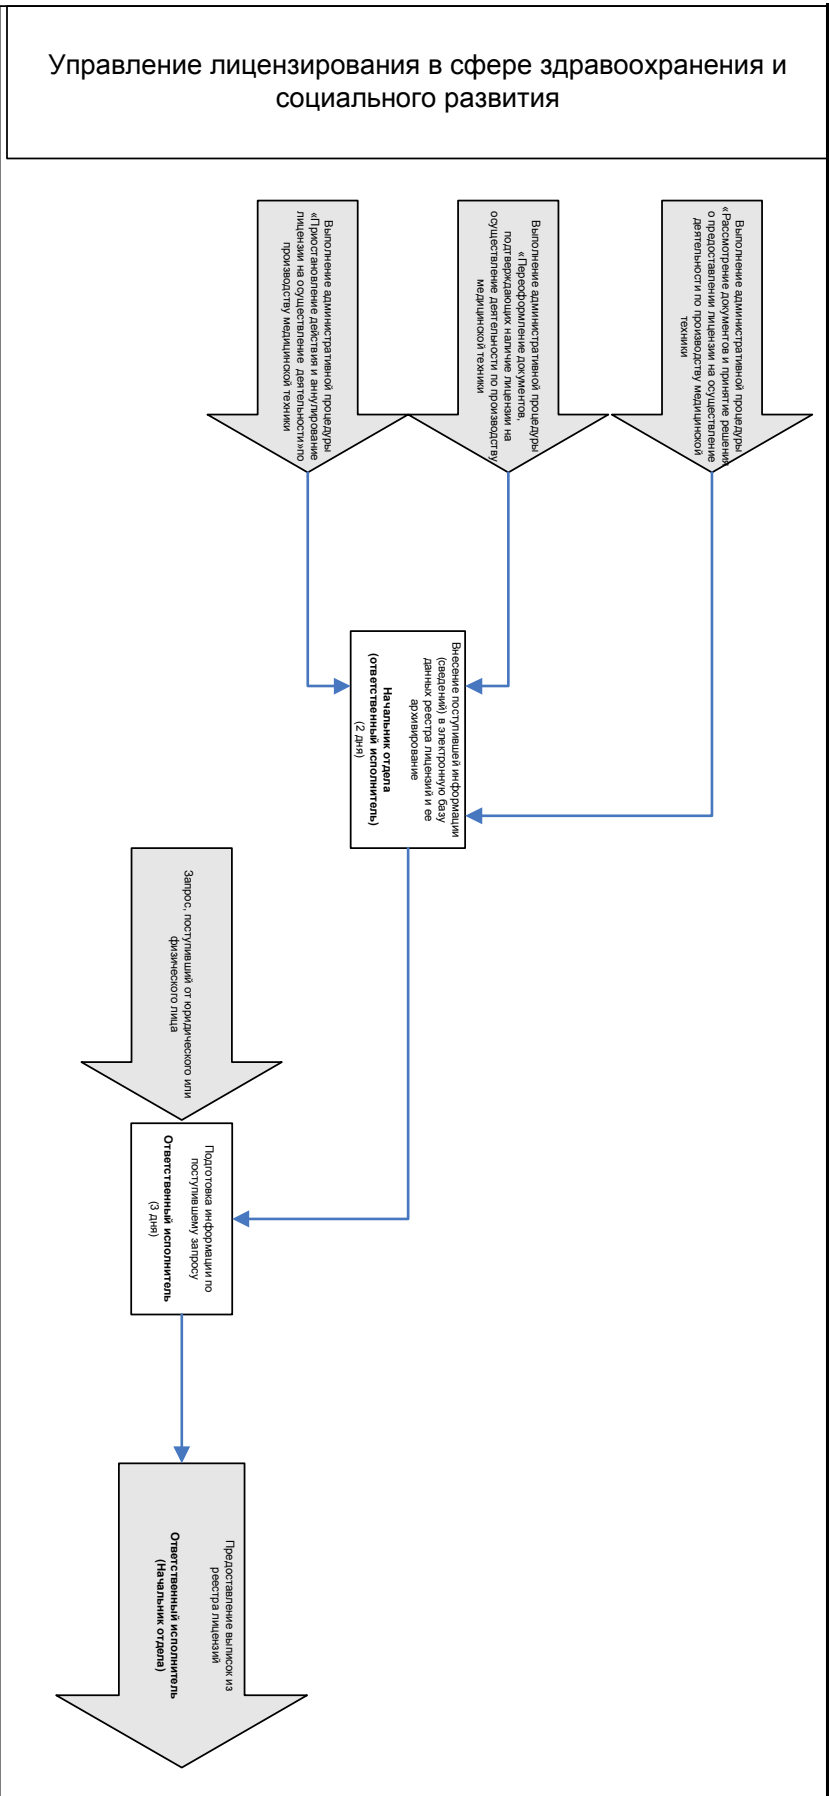 Управление лицензирования в сфере здравоохранения и
социального развития
Выполнение административной процедуры
«Приостановление действия и аннулирование
лицензии на осуществление деятельности»по
производству медицинской техники
Выполнение административной процедуры
«Переоформление документов,
подтверждающих наличие лицензии на
осуществление деятельности по производству
медицинской техники
Выполнение административной процедуры
«Рассмотрение документов и принятие решения
о предоставлении лицензии на осуществление
деятельности по производству медицинской
техники
Внесение поступившей информации
(сведений) в электронную базу
данных реестра лицензий и ее
архивирование
Начальник отдела
(ответственный исполнитель)
(2 дня)
Запрос, поступивший от юридического или
физического лица
Подготовка информации по
поступившему запросу
Ответственный исполнитель
(3 дня)
Предоставление выписок из
реестра лицензий
Ответственный исполнитель
(Начальник отдела)